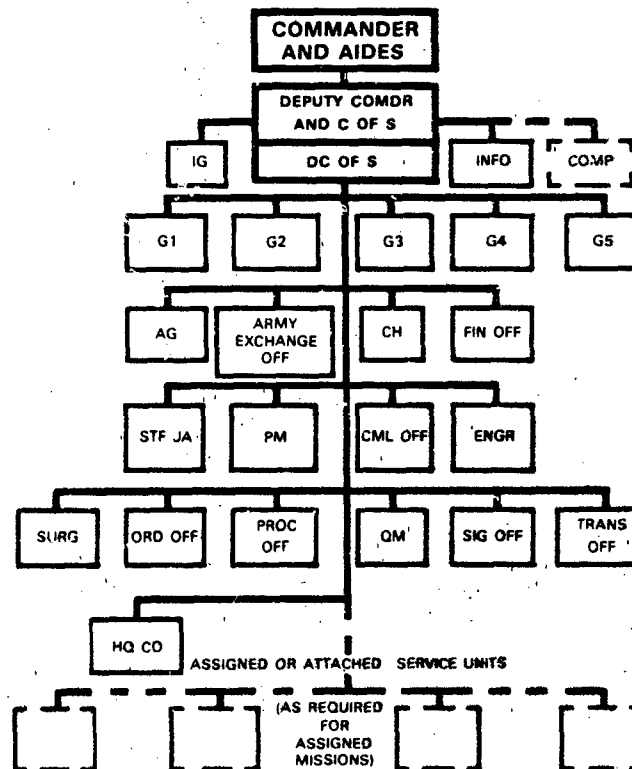 COMMANDER
AND AIDES
DEPUTY COMDR
AND C OF S
DC OF S
IG
INFO
COMP
G1
G2
G3
G4
G5
AG
ARMY
EXCHANGE
OFF
CH
FIN OFF
STF JA
PM
CML OFF
ENGR
SURG
ORD OFF
PROC
OFF
QM
SIG OFF
TRANS
OFF
HQ CO
ASSIGNED OR ATTACHED SERVICE UNITS
(AS REQUIRED
FOR
ASSIGNED
MISSIONS)